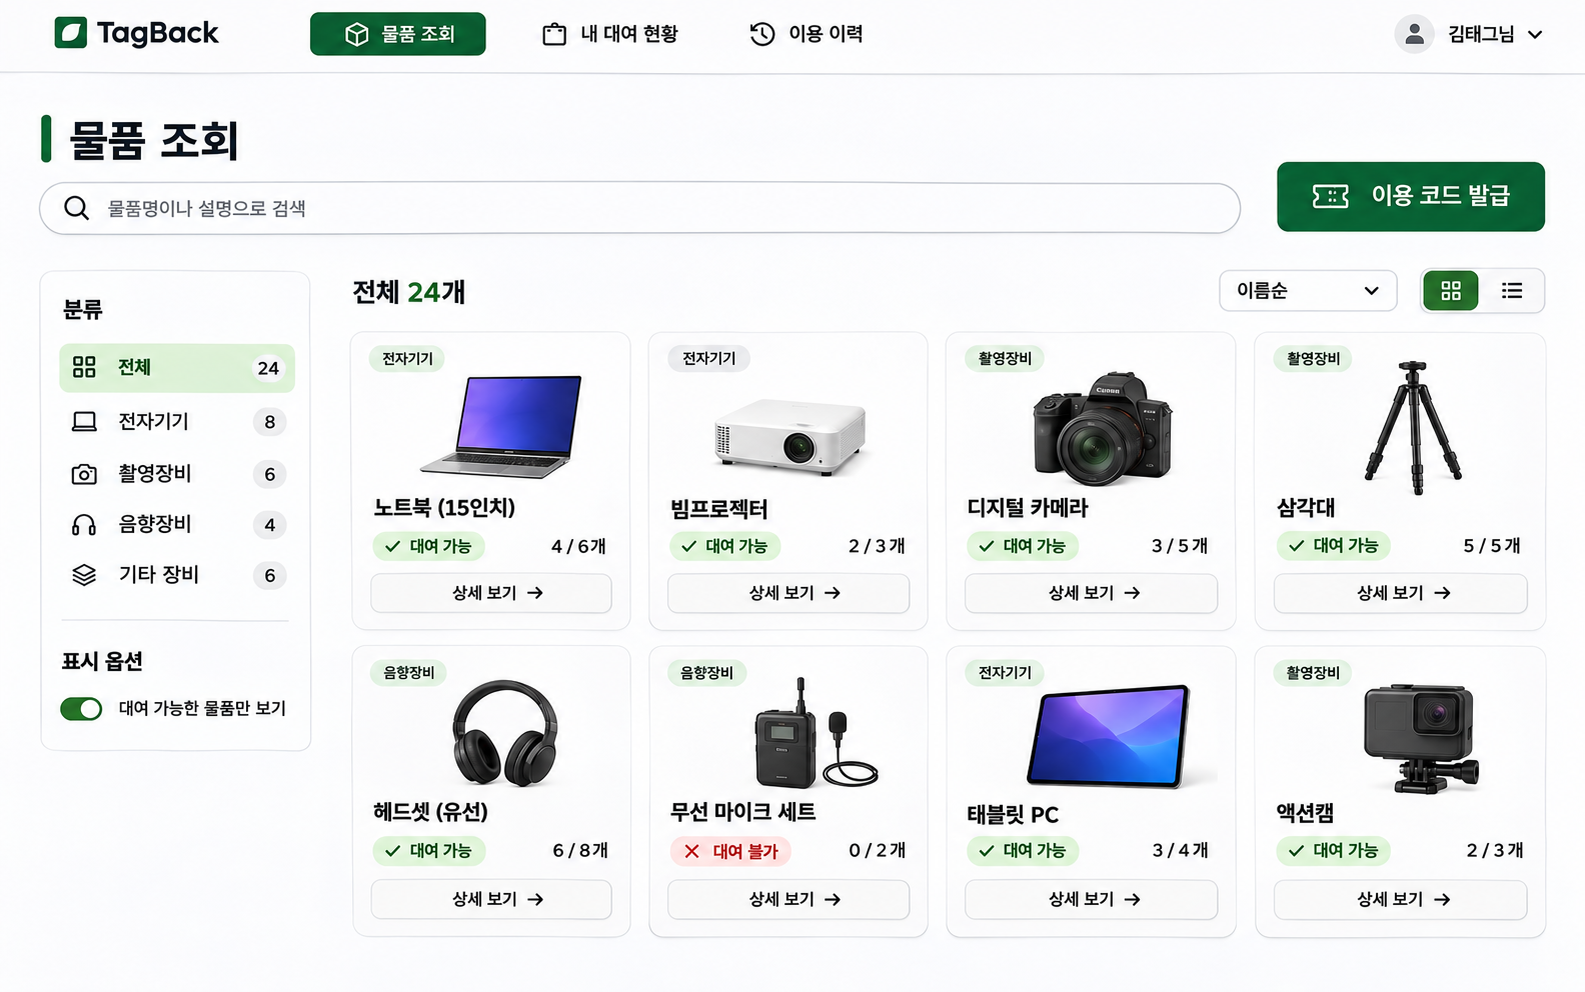 TagBack
물품 조회
내 대여 현황
이용 이력
김태그님
물품 조회
물품명이나 설명으로 검색
이용 코드 발급
분류
전체 24
전자기기 8
촬영장비 6
음향장비 4
기타 장비 6
표시 옵션
대여 가능한 물품만 보기
전체 24개
이름순
전자기기
노트북 (15인치)
대여 가능 4 / 6개
상세 보기 →
전자기기
빔프로젝터
대여 가능 2 / 3개
상세 보기 →
촬영장비
디지털 카메라
대여 가능 3 / 5개
상세 보기 →
촬영장비
삼각대
대여 가능 5 / 5개
상세 보기 →
음향장비
헤드셋 (유선)
대여 가능 6 / 8개
상세 보기 →
음향장비
무선 마이크 세트
대여 불가 0 / 2개
상세 보기 →
전자기기
태블릿 PC
대여 가능 3 / 4개
상세 보기 →
촬영장비
액션캠
대여 가능 2 / 3개
상세 보기 →